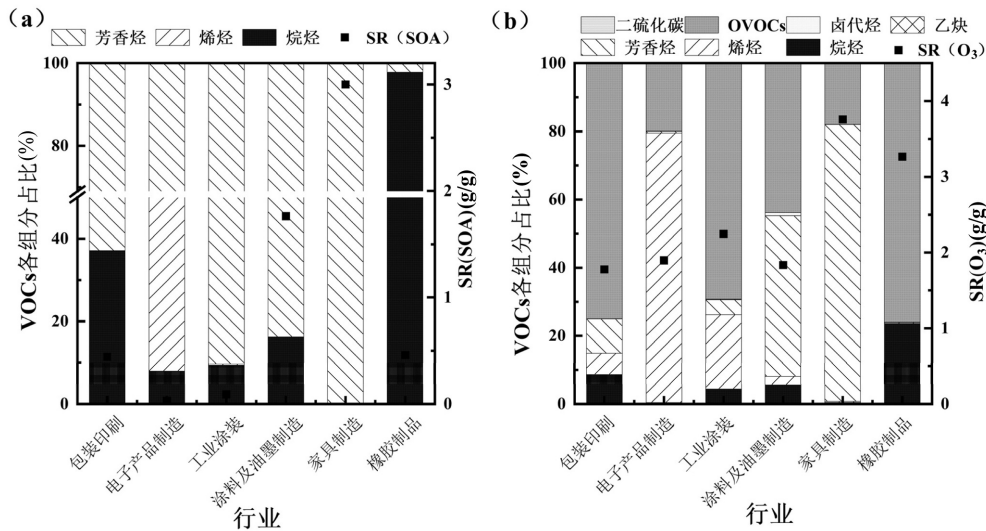 (a)
芳香烃 烯烃 烷烃 SR（SOA）
100
80
40
20
0
VOCs各组分占比(%)
3
2
1
0
SR(SOA)(g/g)
包装印刷
电子产品制造
工业涂装
涂料及油墨制造
家具制造
橡胶制品
行业
(b)
二硫化碳 OVOCs 卤代烃 乙炔
芳香烃 烯烃 烷烃 SR（O₃）
100
80
60
40
20
0
VOCs各组分占比(%)
4
3
2
1
0
SR(O₃)(g/g)
包装印刷
电子产品制造
工业涂装
涂料及油墨制造
家具制造
橡胶制品
行业